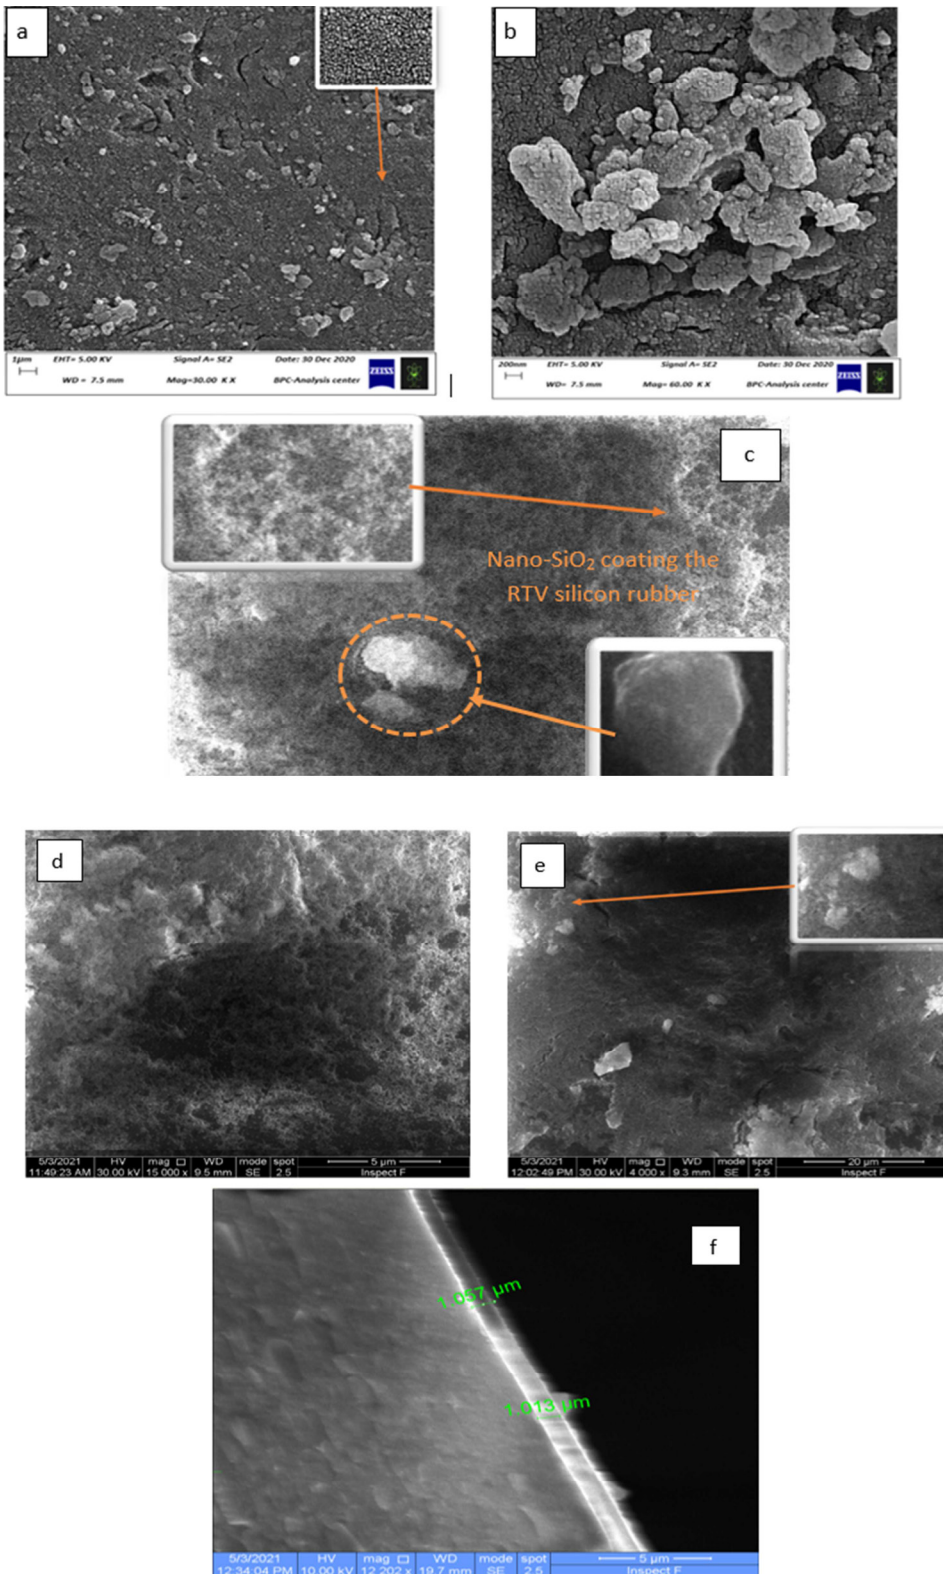 a
1µm
EHT= 5.00 KV
Signal A= SE2
Date: 30 Dec 2020
WD = 7.5 mm
Mag=30.00 K X
BPC-Analysis center
ZEISS
b
200nm
EHT=5.00 KV
Signal A= SE2
Date: 30 Dec 2020
WD= 7.5 mm
Mag= 60.00 K X
BPC-Analysis center
ZEISS
c
Nano-SiO₂ coating the
RTV silicon rubber
d
5/3/2021 HV mag WD mode spot 5 µm
11:49:23 AM 30.00 kV 15 000 x 9.5 mm SE 2.5 Inspect F
e
5/3/2021 HV mag WD mode spot 20 µm
12:02:49 PM 30.00 kV 4 000 x 9.3 mm SE 2.5 Inspect F
f
1.057 µm
1.013 µm
5/3/2021 HV mag WD mode spot 5 µm
12:34:04 PM 10.00 kV 12 202 x 19.7 mm SE 2.5 Inspect F